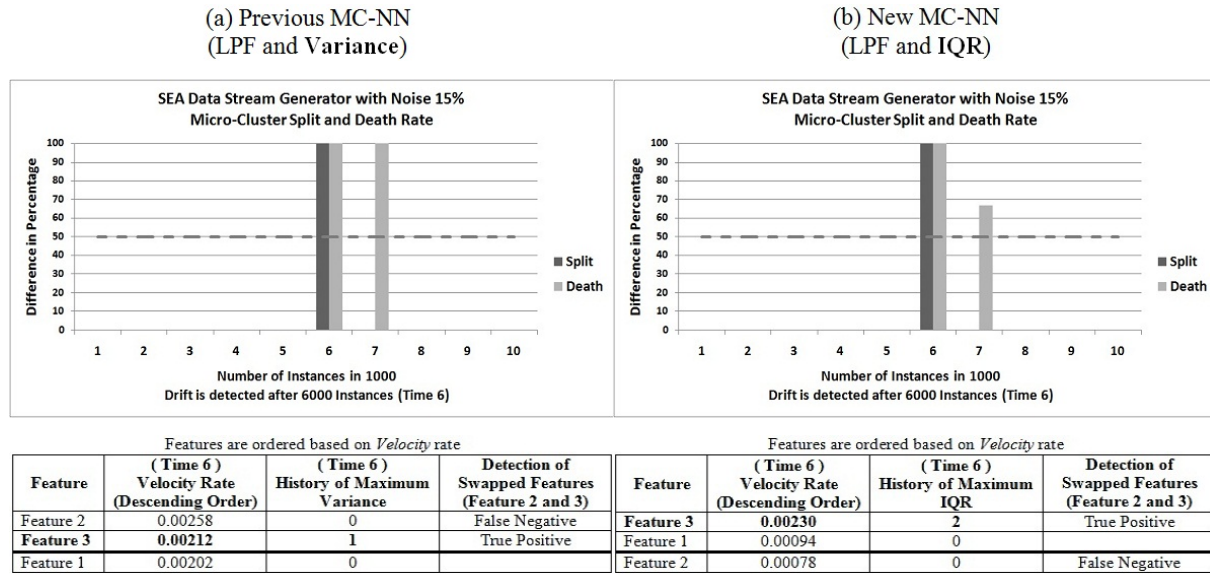 (a) Previous MC-NN
(LPF and Variance)
SEA Data Stream Generator with Noise 15%
Micro-Cluster Split and Death Rate
Difference in Percentage
100
90
80
70
60
50
40
30
20
10
0
1 2 3 4 5 6 7 8 9 10
Split
Death
Number of Instances in 1000
Drift is detected after 6000 Instances (Time 6)
Features are ordered based on Velocity rate
Feature ( Time 6 ) Velocity Rate (Descending Order) ( Time 6 ) History of Maximum Variance Detection of Swapped Features (Feature 2 and 3)
Feature 2 0.00258 0 False Negative
Feature 3 0.00212 1 True Positive
Feature 1 0.00202 0
(b) New MC-NN
(LPF and IQR)
SEA Data Stream Generator with Noise 15%
Micro-Cluster Split and Death Rate
Difference in Percentage
100
90
80
70
60
50
40
30
20
10
0
1 2 3 4 5 6 7 8 9 10
Split
Death
Number of Instances in 1000
Drift is detected after 6000 Instances (Time 6)
Features are ordered based on Velocity rate
Feature ( Time 6 ) Velocity Rate (Descending Order) ( Time 6 ) History of Maximum IQR Detection of Swapped Features (Feature 2 and 3)
Feature 3 0.00230 2 True Positive
Feature 1 0.00094 0
Feature 2 0.00078 0 False Negative